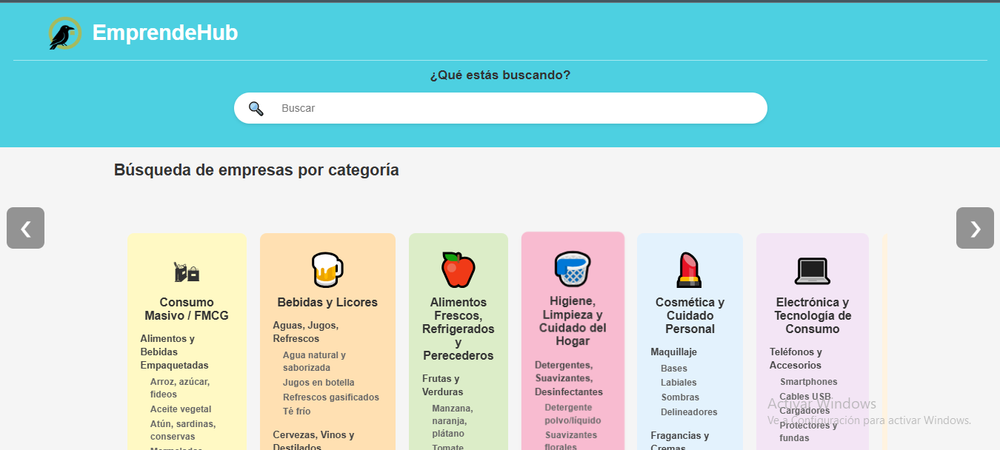 EmprendeHub
¿Qué estás buscando?
Buscar
Búsqueda de empresas por categoría
❮
❯
Consumo
Masivo / FMCG
Alimentos y
Bebidas
Empaquetadas
Arroz, azúcar,
fideos
Aceite vegetal
Atún, sardinas,
conservas
Mermeladas
Bebidas y Licores
Aguas, Jugos,
Refrescos
Agua natural y
saborizada
Jugos en botella
Refrescos gasificados
Té frío
Cervezas, Vinos y
Destilados
Alimentos
Frescos,
Refrigerados
y
Perecederos
Frutas y
Verduras
Manzana,
naranja,
plátano
Tomate
Higiene,
Limpieza y
Cuidado del
Hogar
Detergentes,
Suavizantes,
Desinfectantes
Detergente
polvo/líquido
Suavizantes
florales
Cosmética y
Cuidado
Personal
Maquillaje
Bases
Labiales
Sombras
Delineadores
Fragancias y
Cremas
Electrónica y
Tecnología de
Consumo
Teléfonos y
Accesorios
Smartphones
Cables USB
Cargadores
Protectores y
fundas
Activar Windows
Ve a Configuración para activar Windows.